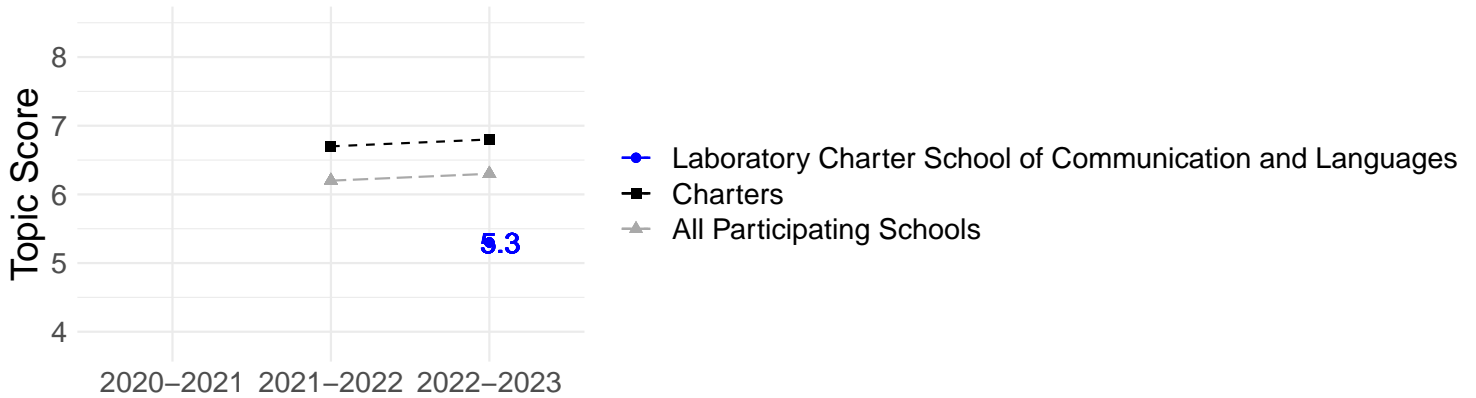 Topic Score
8
7
6
5
4
5.3
2020–2021 2021–2022 2022–2023
Laboratory Charter School of Communication and Languages
Charters
All Participating Schools